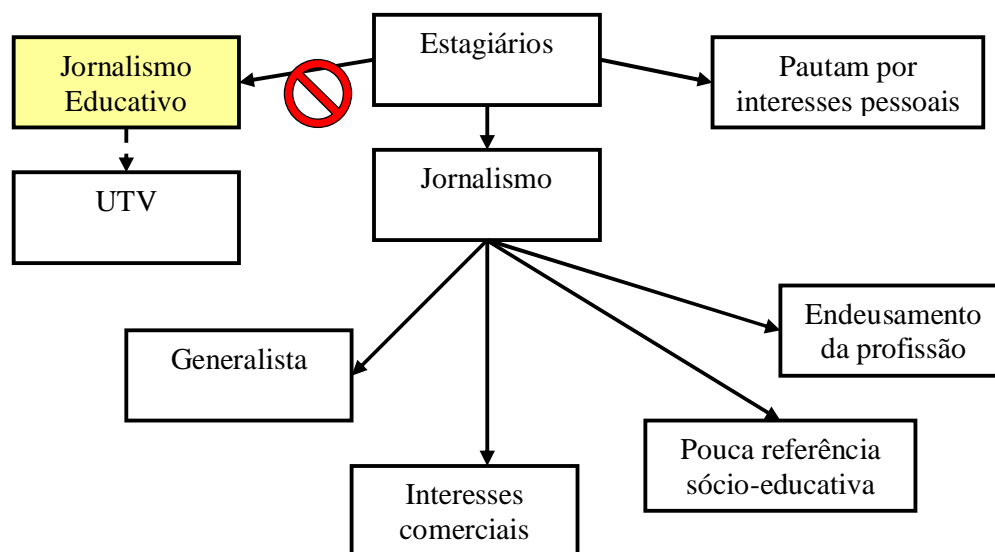 Jornalismo
Educativo
Estagiários
Pautam por
interesses pessoais
UTV
Jornalismo
Generalista
Endeusamento
da profissão
Interesses
comerciais
Pouca referência
sócio-educativa